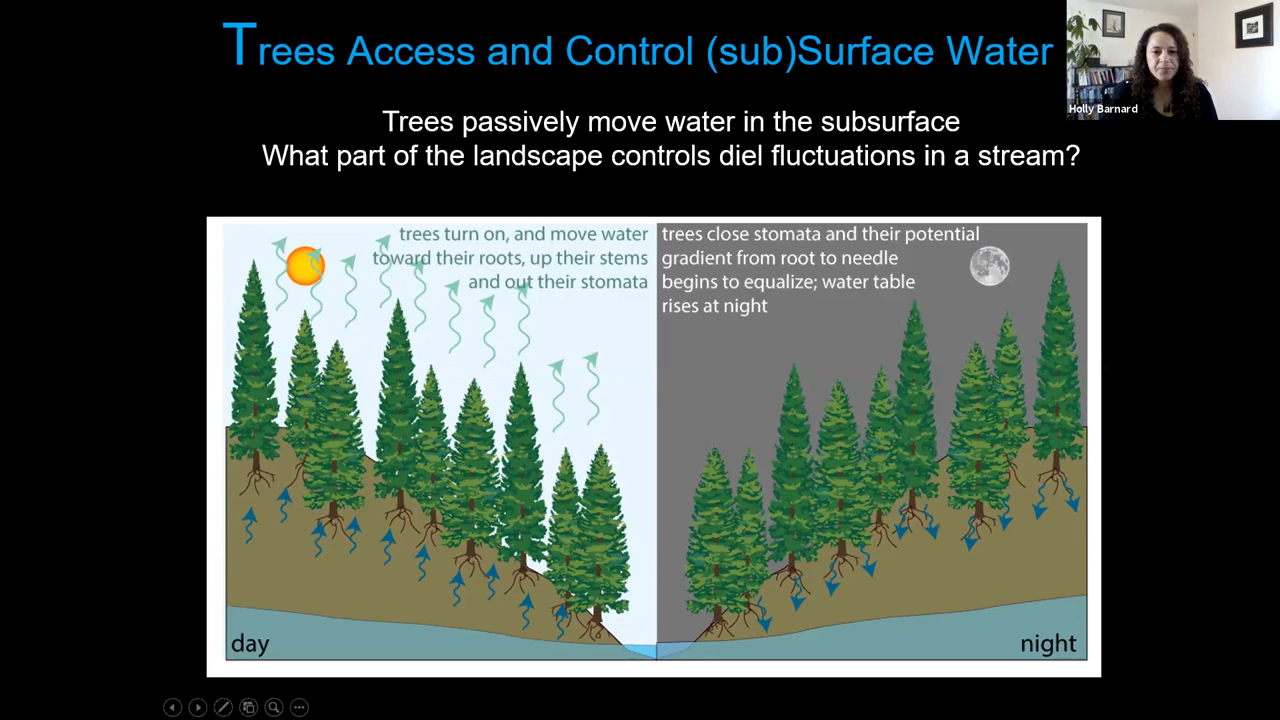 Trees Access and Control (sub)Surface Water
Holly Barnard
Trees passively move water in the subsurface
What part of the landscape controls diel fluctuations in a stream?
trees turn on, and move water
toward their roots, up their stems
and out their stomata
trees close stomata and their potential
gradient from root to needle
begins to equalize; water table
rises at night
day
night